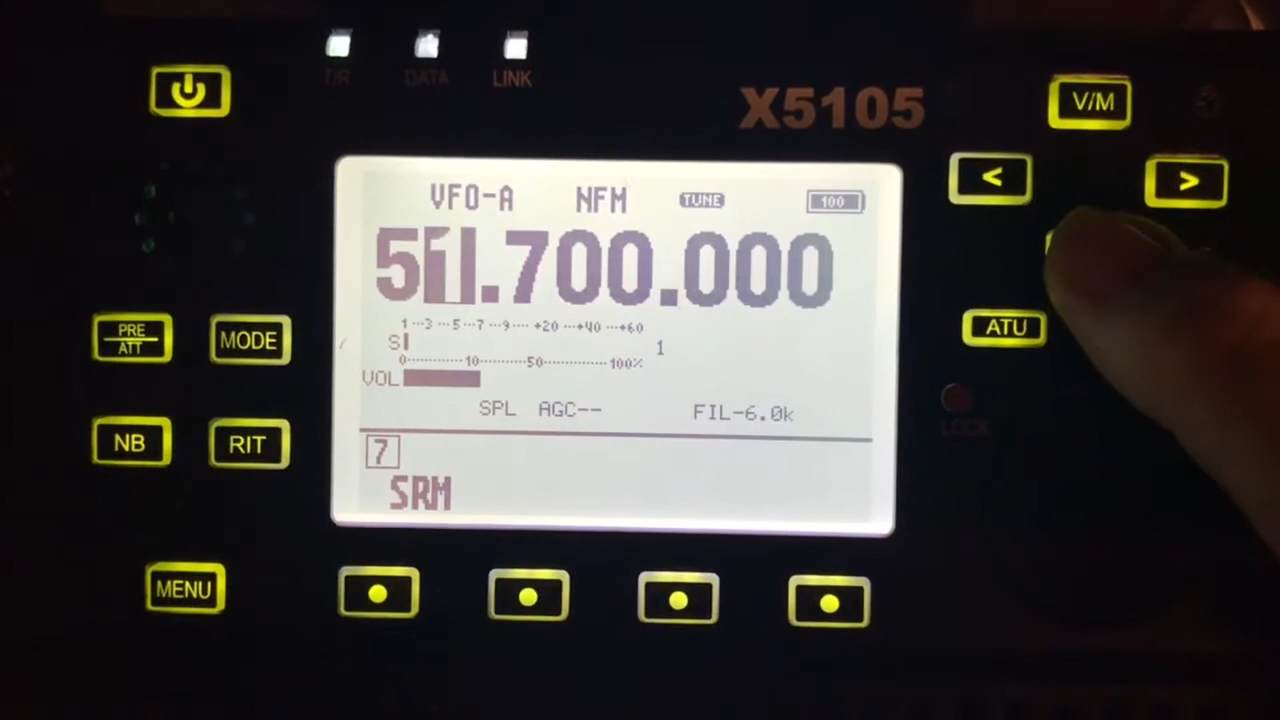 TR DATA LINK
X5105
V/M
< >
VFO-A NFM TUNE 100
51.700.000
1···3···5···7···9···· +20 ···+40 ···+60
S 1
0··········10··········50···········100%
VOL
SPL AGC-- FIL-6.0k
7
SRM
PRE
ATT
MODE
NB
RIT
MENU
ATU
LOCK